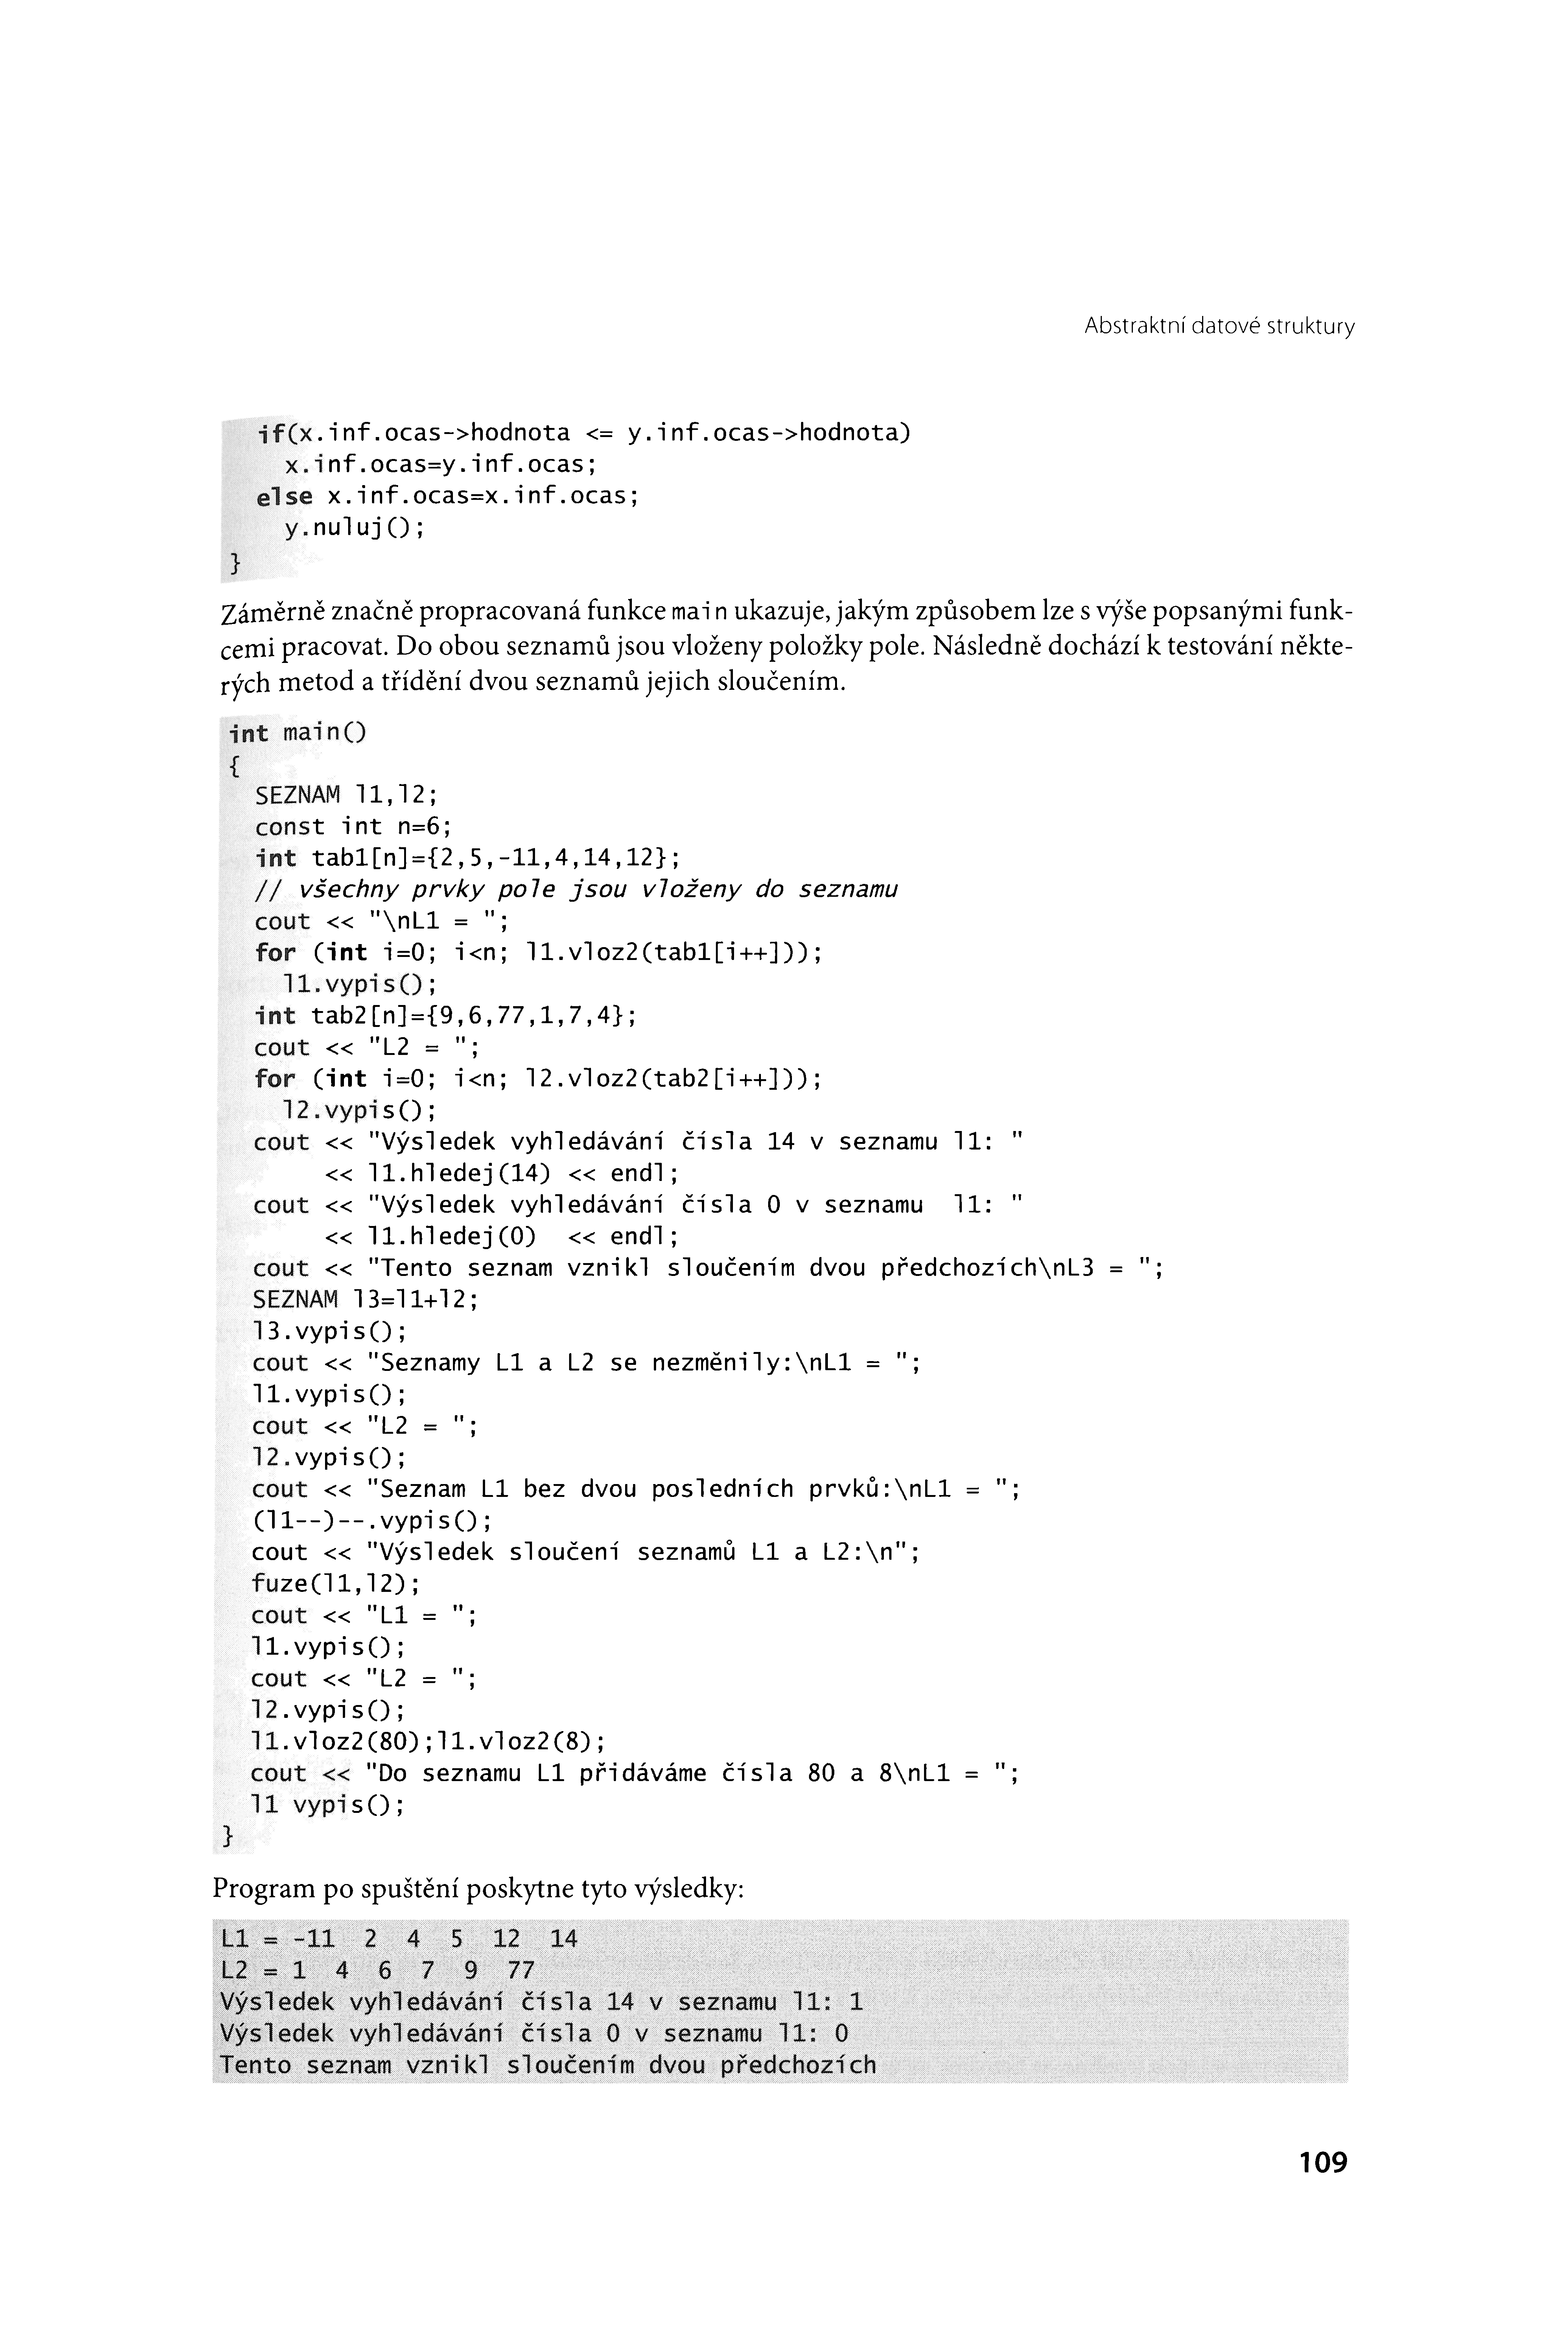 Abstraktní datové struktury
if(x.inf.ocas->hodnota <= y.inf.ocas->hodnota)
x.inf.ocas=y.inf.ocas;
else x.inf.ocas=x.inf.ocas;
y.nuluj();
}
Záměrně značně propracovaná funkce main ukazuje, jakým způsobem lze s výše popsanými funk-
cemi pracovat. Do obou seznamů jsou vloženy položky pole. Následně dochází k testování někte-
rých metod a třídění dvou seznamů jejich sloučením.
int main()
{
SEZNAM l1,l2;
const int n=6;
int tab1[n]={2,5,-11,4,14,12};
// všechny prvky pole jsou vloženy do seznamu
cout << "\nL1 = ";
for (int i=0; i<n; l1.vloz2(tab1[i++]));
l1.vypis();
int tab2[n]={9,6,77,1,7,4};
cout << "L2 = ";
for (int i=0; i<n; l2.vloz2(tab2[i++]));
l2.vypis();
cout << "Výsledek vyhledávání čísla 14 v seznamu l1: "
<< l1.hledej(14) << endl;
cout << "Výsledek vyhledávání čísla 0 v seznamu  l1: "
<< l1.hledej(0)  << endl;
cout << "Tento seznam vznikl sloučením dvou předchozích\nL3 = ";
SEZNAM l3=l1+l2;
l3.vypis();
cout << "Seznamy L1 a L2 se nezměnily:\nL1 = ";
l1.vypis();
cout << "L2 = ";
l2.vypis();
cout << "Seznam L1 bez dvou posledních prvků:\nL1 = ";
(l1--)--.vypis();
cout << "Výsledek sloučení seznamů L1 a L2:\n";
fuze(l1,l2);
cout << "L1 = ";
l1.vypis();
cout << "L2 = ";
l2.vypis();
l1.vloz2(80);l1.vloz2(8);
cout << "Do seznamu L1 přidáváme čísla 80 a 8\nL1 = ";
l1 vypis();
}
Program po spuštění poskytne tyto výsledky:
L1 = -11  2  4  5  12  14
L2 = 1  4  6  7  9  77
Výsledek vyhledávání čísla 14 v seznamu l1: 1
Výsledek vyhledávání čísla 0 v seznamu l1: 0
Tento seznam vznikl sloučením dvou předchozích
109